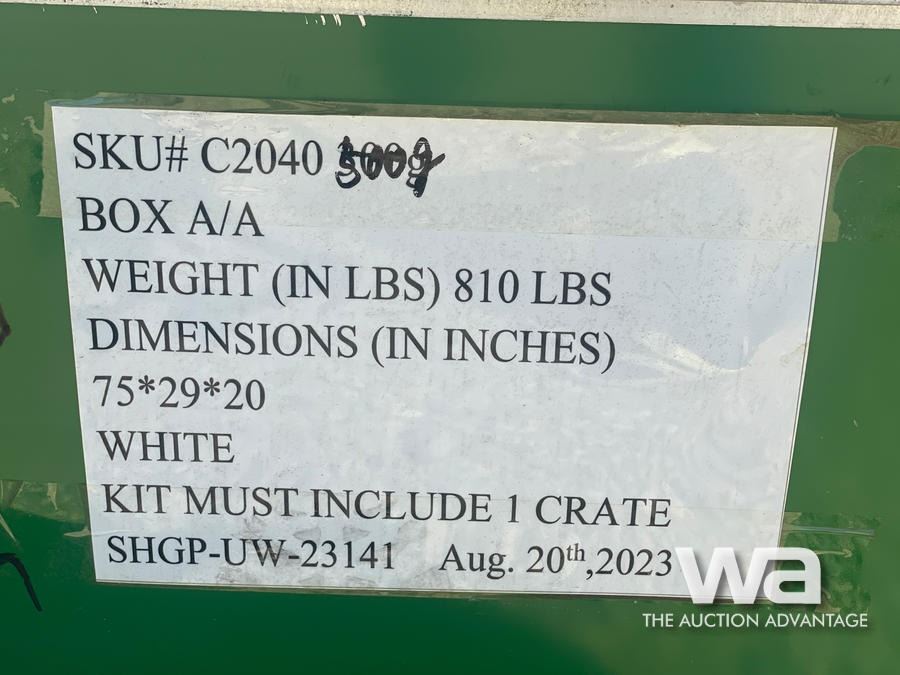 SKU# C2040
BOX A/A
WEIGHT (IN LBS) 810 LBS
DIMENSIONS (IN INCHES)
75*29*20
WHITE
KIT MUST INCLUDE 1 CRATE
SHGP-UW-23141 Aug. 20th,2023
wa
THE AUCTION ADVANTAGE